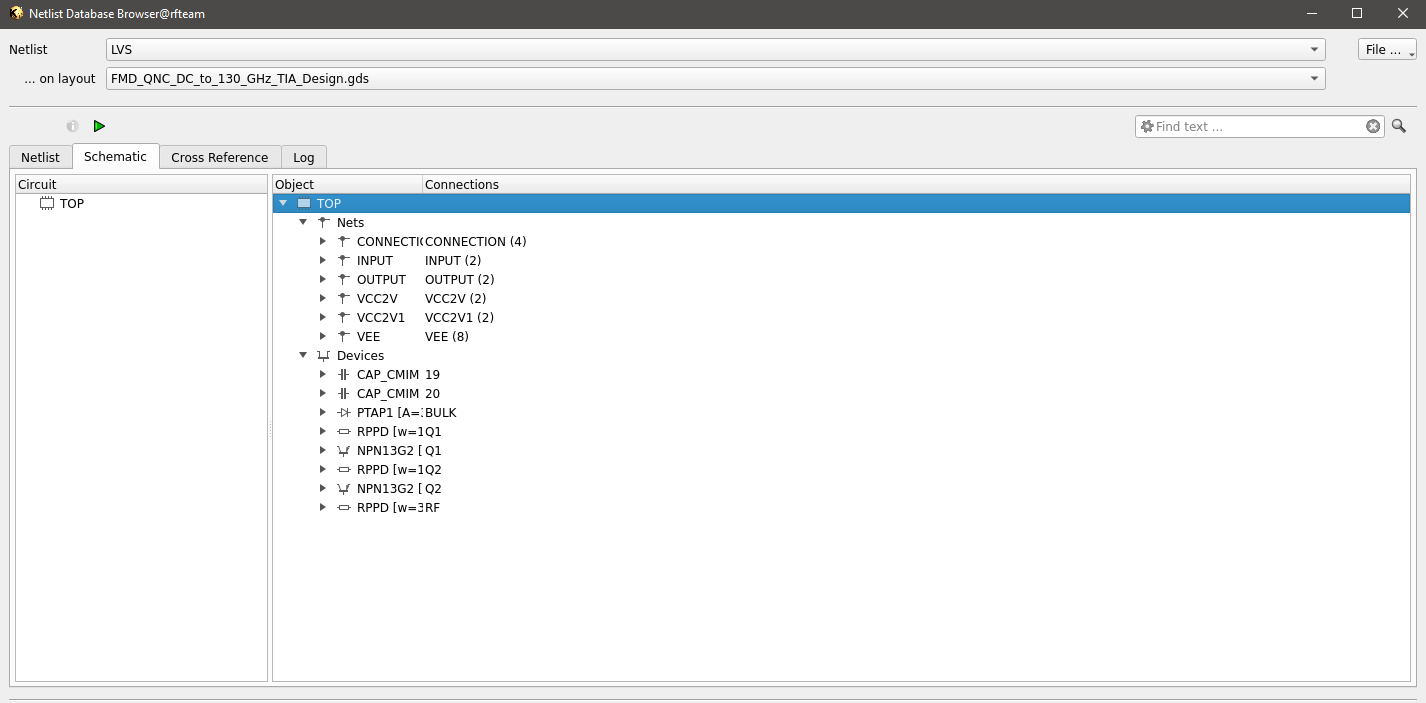 Netlist Database Browser@rfteam
Netlist LVS File ...
... on layout FMD_QNC_DC_to_130_GHz_TIA_Design.gds
Find text ...
Netlist Schematic Cross Reference Log
Circuit Object Connections
TOP TOP
Nets
CONNECTIO CONNECTION (4)
INPUT INPUT (2)
OUTPUT OUTPUT (2)
VCC2V VCC2V (2)
VCC2V1 VCC2V1 (2)
VEE VEE (8)
Devices
CAP_CMIM 19
CAP_CMIM 20
PTAP1 [A=3 BULK
RPPD [w=1 Q1
NPN13G2 [ Q1
RPPD [w=1 Q2
NPN13G2 [ Q2
RPPD [w=3 RF